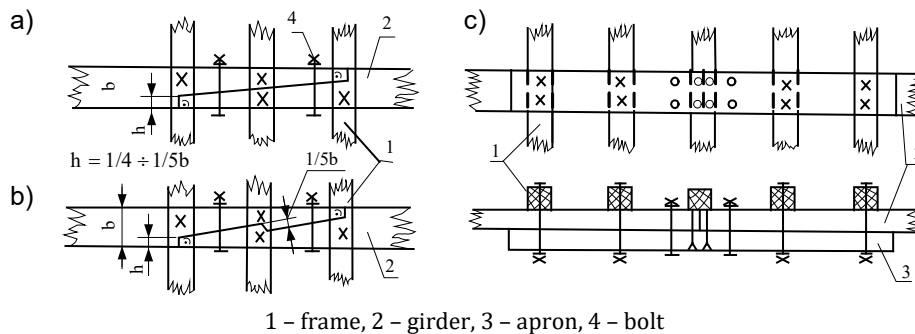 a)
4
2
b
h
h = 1/4 ÷ 1/5b
1
b)
1/5b
b
h
2
c)
1
3
1 – frame, 2 – girder, 3 – apron, 4 – bolt